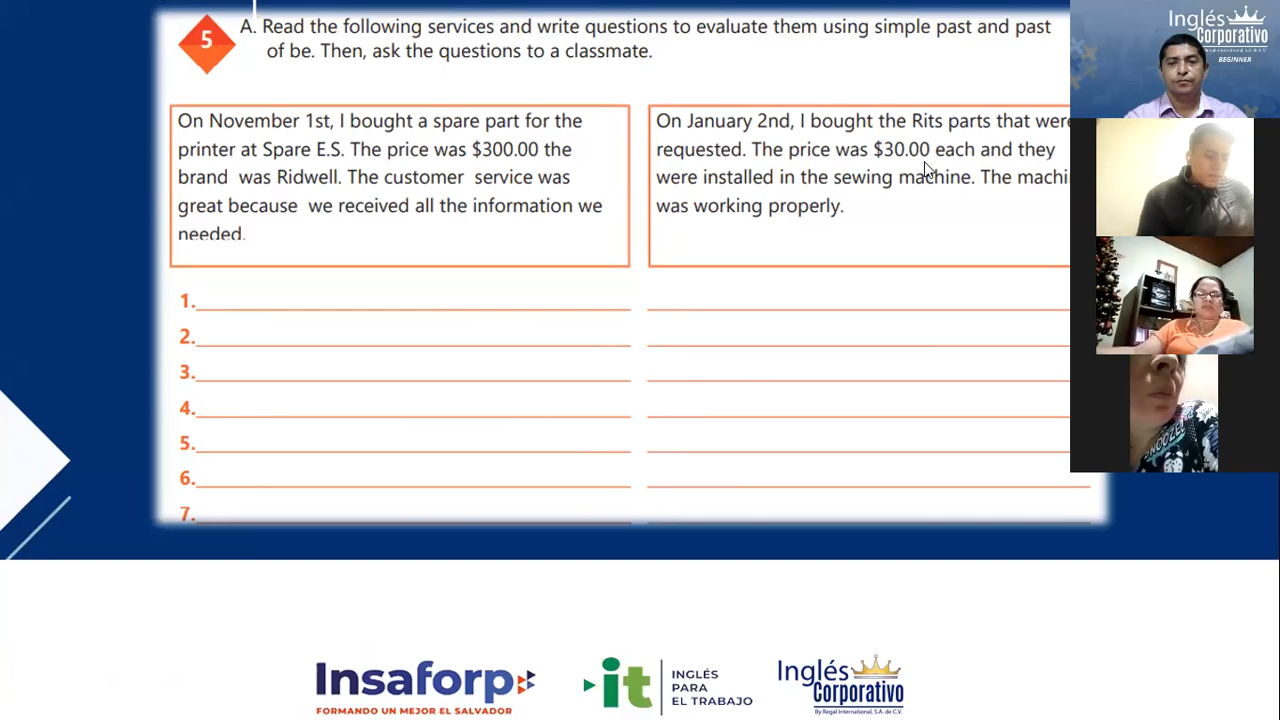 5
A. Read the following services and write questions to evaluate them using simple past and past
of be. Then, ask the questions to a classmate.
On November 1st, I bought a spare part for the
printer at Spare E.S. The price was $300.00 the
brand was Ridwell. The customer service was
great because we received all the information we
needed.
On January 2nd, I bought the Rits parts that were
requested. The price was $30.00 each and they
were installed in the sewing machine. The machi
was working properly.
1.
2.
3.
4.
5.
6.
7.
Inglés
Corporativo
BEGINNER
SNOOZE
Insaforp
FORMANDO UN MEJOR EL SALVADOR
it
INGLÉS
PARA
EL TRABAJO
Inglés
Corporativo
By Regal International, S.A. de C.V.